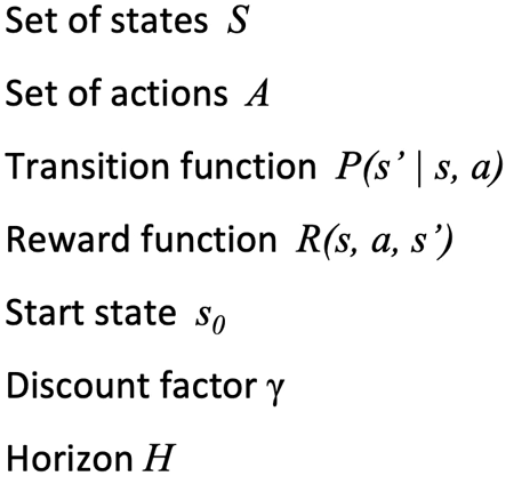 Set of states S
Set of actions A
Transition function P(s’ | s, a)
Reward function R(s, a, s’)
Start state s₀
Discount factor γ
Horizon H